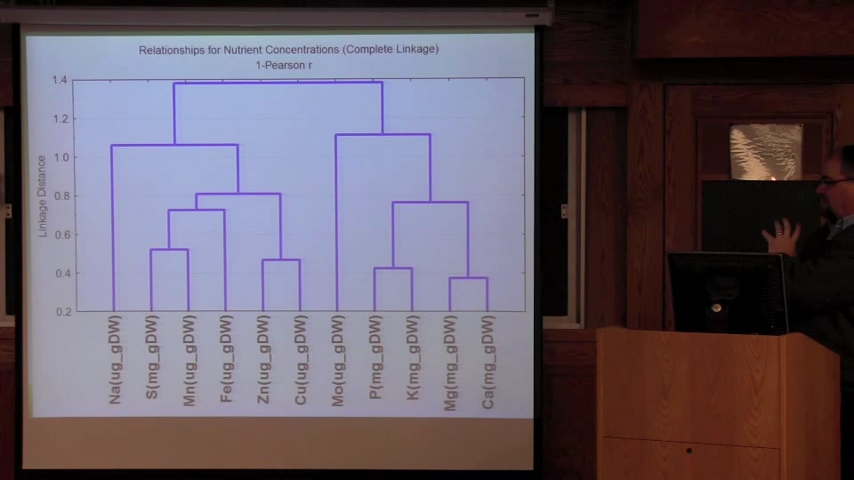 Relationships for Nutrient Concentrations (Complete Linkage)
1-Pearson r
1.4
1.2
1.0
0.8
0.6
0.4
0.2
Linkage Distance
Na(ug_gDW)
S(mg_gDW)
Mn(ug_gDW)
Fe(ug_gDW)
Zn(ug_gDW)
Cu(ug_gDW)
Mo(ug_gDW)
P(mg_gDW)
K(mg_gDW)
Mg(mg_gDW)
Ca(mg_gDW)